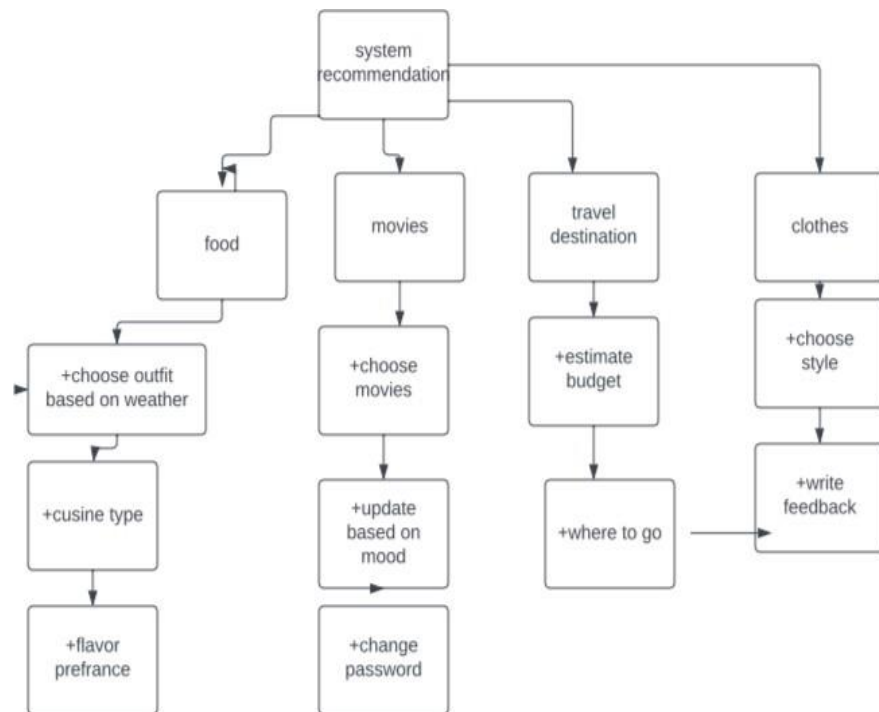 system
recommendation
food
movies
travel
destination
clothes
+choose outfit
based on weather
+choose
movies
+estimate
budget
+choose
style
+cusine type
+update
based on
mood
+where to go
+write
feedback
+flavor
prefrance
+change
password